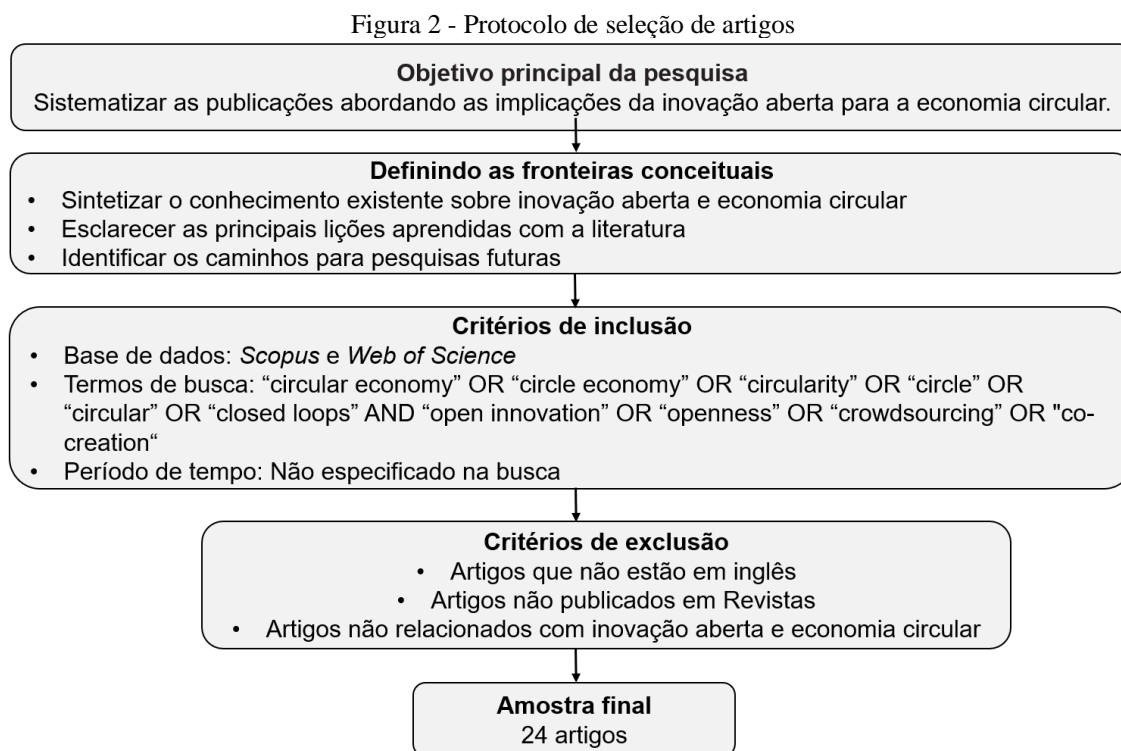 Figura 2 - Protocolo de seleção de artigos
Objetivo principal da pesquisa
Sistematizar as publicações abordando as implicações da inovação aberta para a economia circular.
Definindo as fronteiras conceituais
• Sintetizar o conhecimento existente sobre inovação aberta e economia circular
• Esclarecer as principais lições aprendidas com a literatura
• Identificar os caminhos para pesquisas futuras
Critérios de inclusão
• Base de dados: Scopus e Web of Science
• Termos de busca: “circular economy” OR “circle economy” OR “circularity” OR “circle” OR
“circular” OR “closed loops” AND “open innovation” OR “openness” OR “crowdsourcing” OR "co-
creation“
• Período de tempo: Não especificado na busca
Critérios de exclusão
• Artigos que não estão em inglês
• Artigos não publicados em Revistas
• Artigos não relacionados com inovação aberta e economia circular
Amostra final
24 artigos